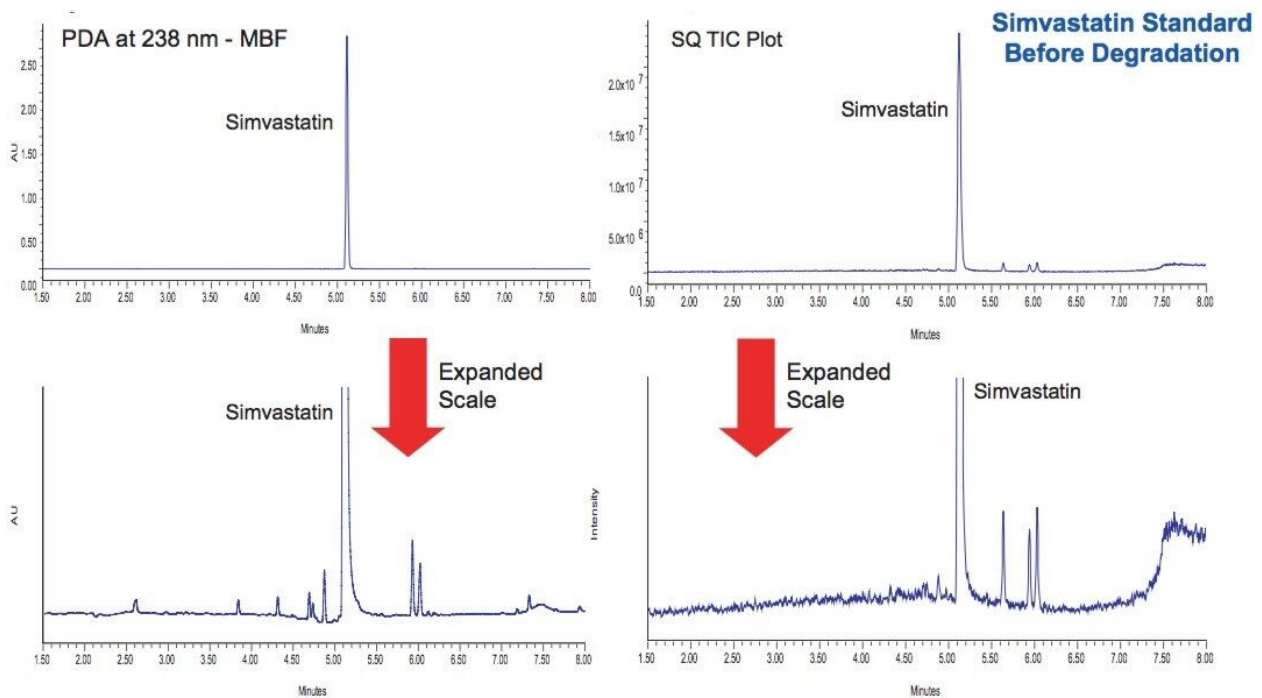 PDA at 238 nm - MBF
Simvastatin
AU
2.50
2.00
1.50
1.00
0.50
0.00
1.50 2.00 2.50 3.00 3.50 4.00 4.50 5.00 5.50 6.00 6.50 7.00 7.50 8.00
Minutes
SQ TIC Plot
Simvastatin Standard
Before Degradation
Simvastatin
2.0x10 7
1.5x10 7
1.0x10 7
5.0x10 6
0.0
1.50 2.00 2.50 3.00 3.50 4.00 4.50 5.00 5.50 6.00 6.50 7.00 7.50 8.00
Minutes
Expanded
Scale
Simvastatin
AU
1.50 2.00 2.50 3.00 3.50 4.00 4.50 5.00 5.50 6.00 6.50 7.00 7.50 8.00
Minutes
Expanded
Scale
Simvastatin
Intensity
1.50 2.00 2.50 3.00 3.50 4.00 4.50 5.00 5.50 6.00 6.50 7.00 7.50 8.00
Minutes